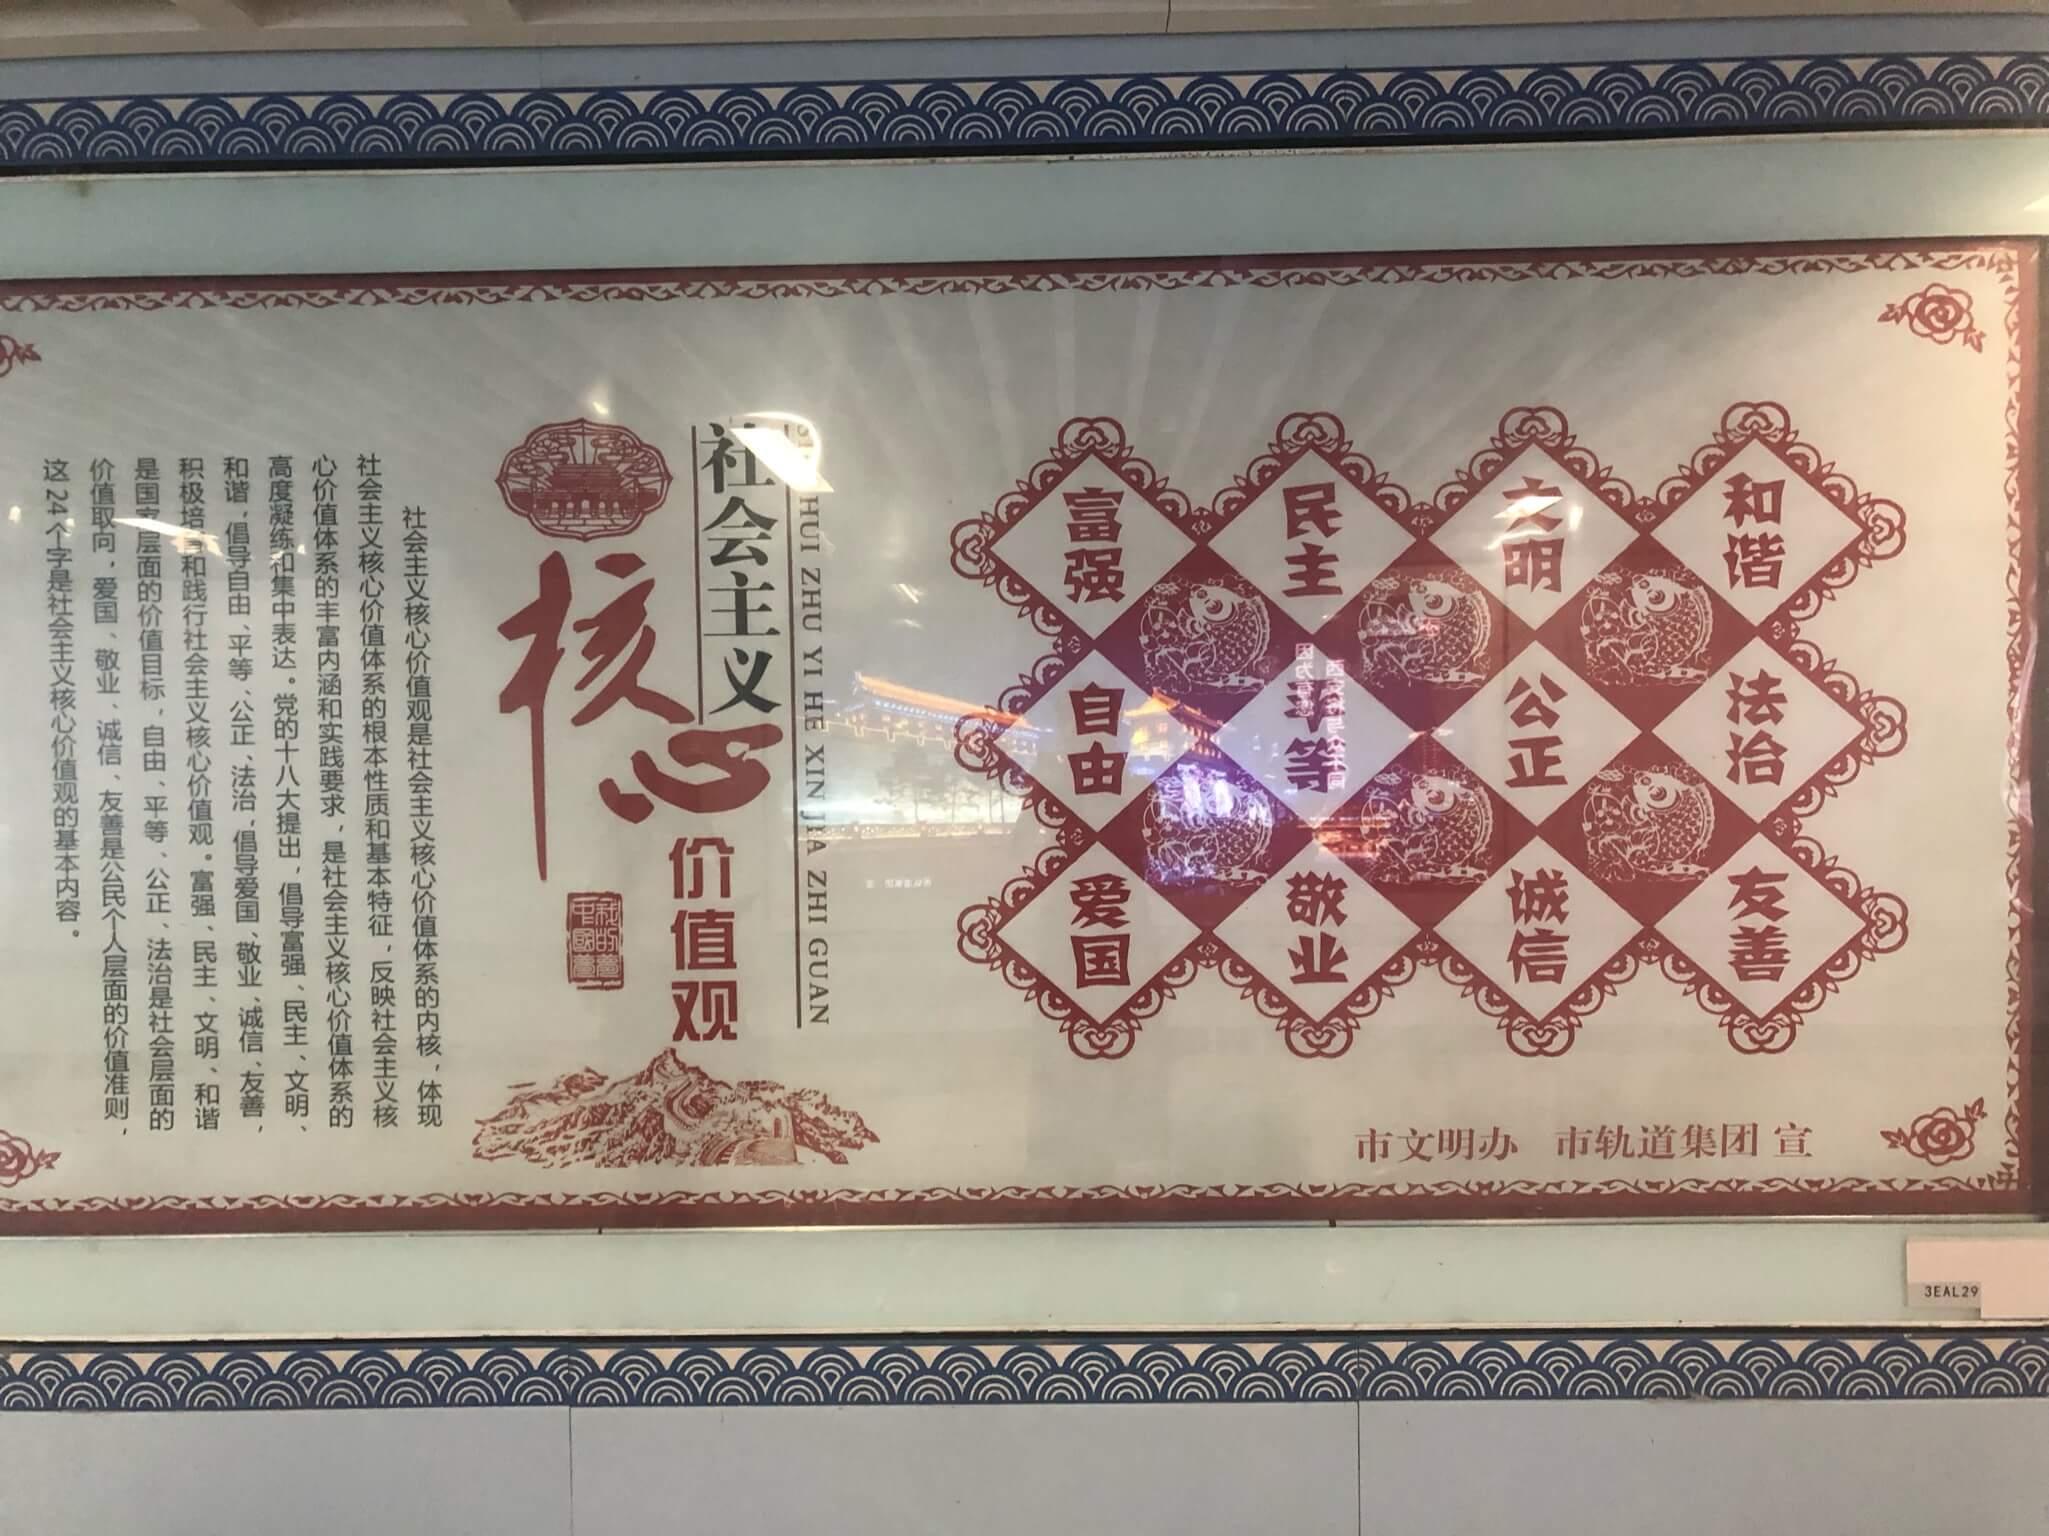 社会主义核心价值观是社会主义核心价值体系的内核，体现
社会主义核心价值体系的根本性质和基本特征，反映社会主义核
心价值体系的丰富内涵和实践要求，是社会主义核心价值体系的
高度凝练和集中表达。党的十八大提出，倡导富强、民主、文明、
和谐，倡导自由、平等、公正、法治，倡导爱国、敬业、诚信、友善，
积极培育和践行社会主义核心价值观。富强、民主、文明、和谐
是国家层面的价值目标，自由、平等、公正、法治是社会层面的
价值取向，爱国、敬业、诚信、友善是公民个人层面的价值准则，
这24个字是社会主义核心价值观的基本内容。
社会主义
核心
价值观
HUI ZHU YI HE XIN JIA ZHI GUAN
我的夢
中國夢
富强
民主
文明
和谐
自由
平等
公正
法治
爱国
敬业
诚信
友善
市文明办 市轨道集团 宣
3EAL29